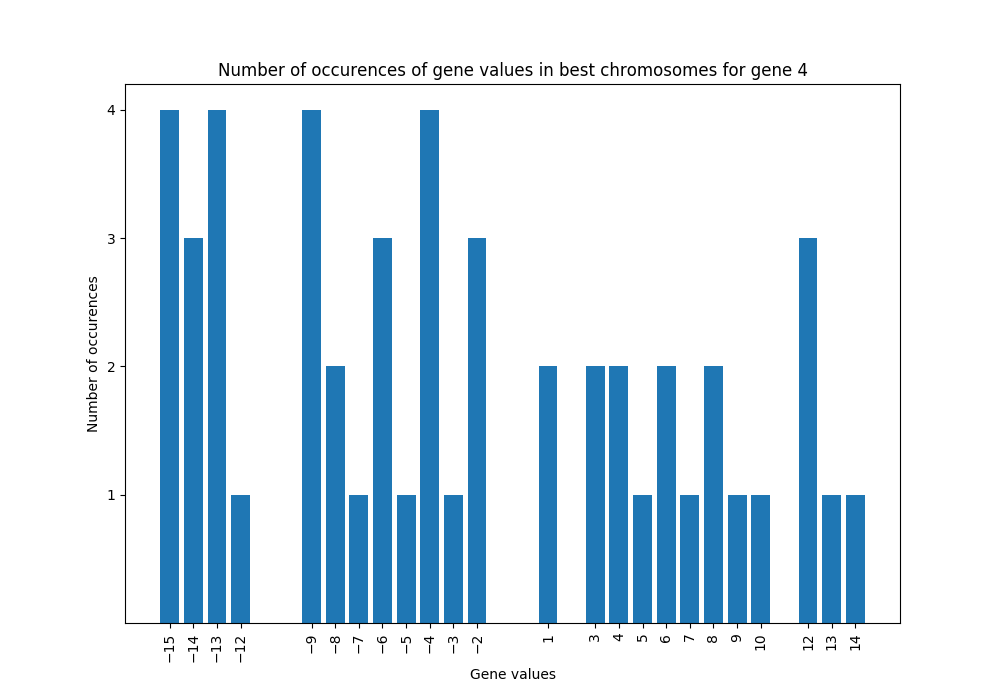 Number of occurences of gene values in best chromosomes for gene 4
4
3
2
1
Number of occurences
−15 −14 −13 −12 −9 −8 −7 −6 −5 −4 −3 −2 1 3 4 5 6 7 8 9 10 12 13 14
Gene values